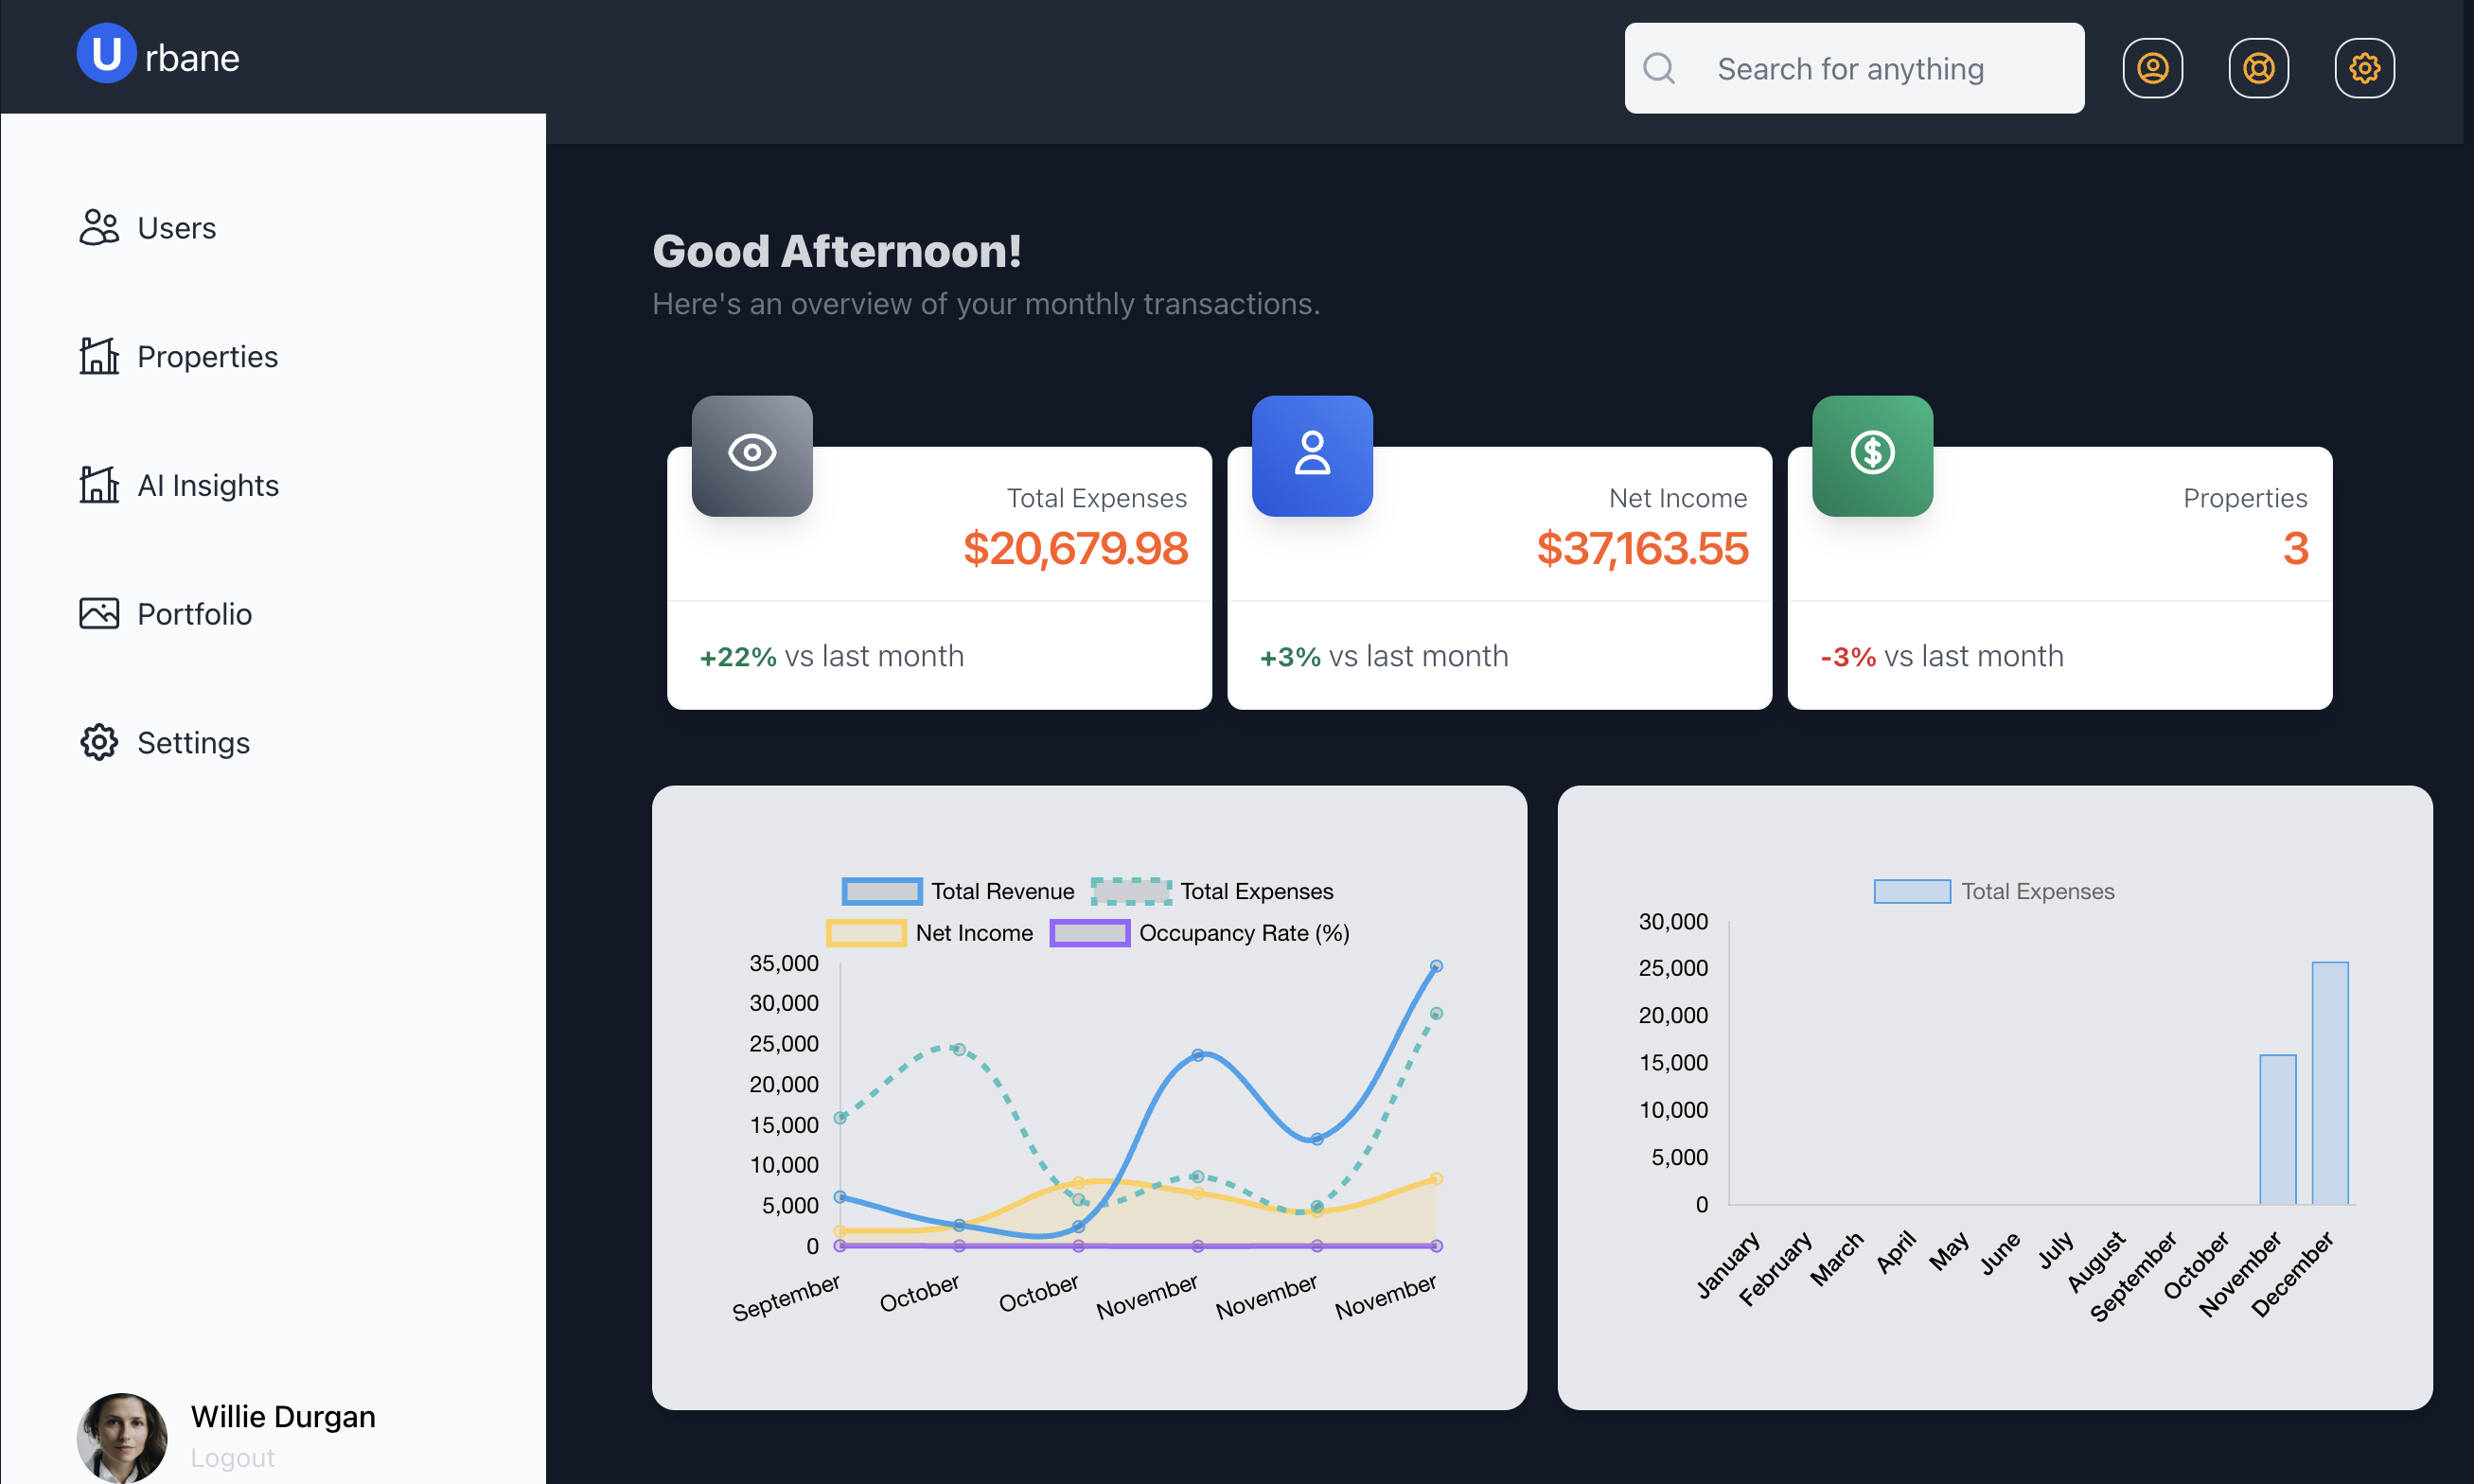 Urbane
Search for anything
Users
Properties
AI Insights
Portfolio
Settings
Willie Durgan
Logout
Good Afternoon!
Here's an overview of your monthly transactions.
Total Expenses
$20,679.98
+22% vs last month
Net Income
$37,163.55
+3% vs last month
Properties
3
-3% vs last month
Total Revenue Total Expenses
Net Income Occupancy Rate (%)
35,000
30,000
25,000
20,000
15,000
10,000
5,000
0
September October October November November November
Total Expenses
30,000
25,000
20,000
15,000
10,000
5,000
0
January February March April May June July August September October November December